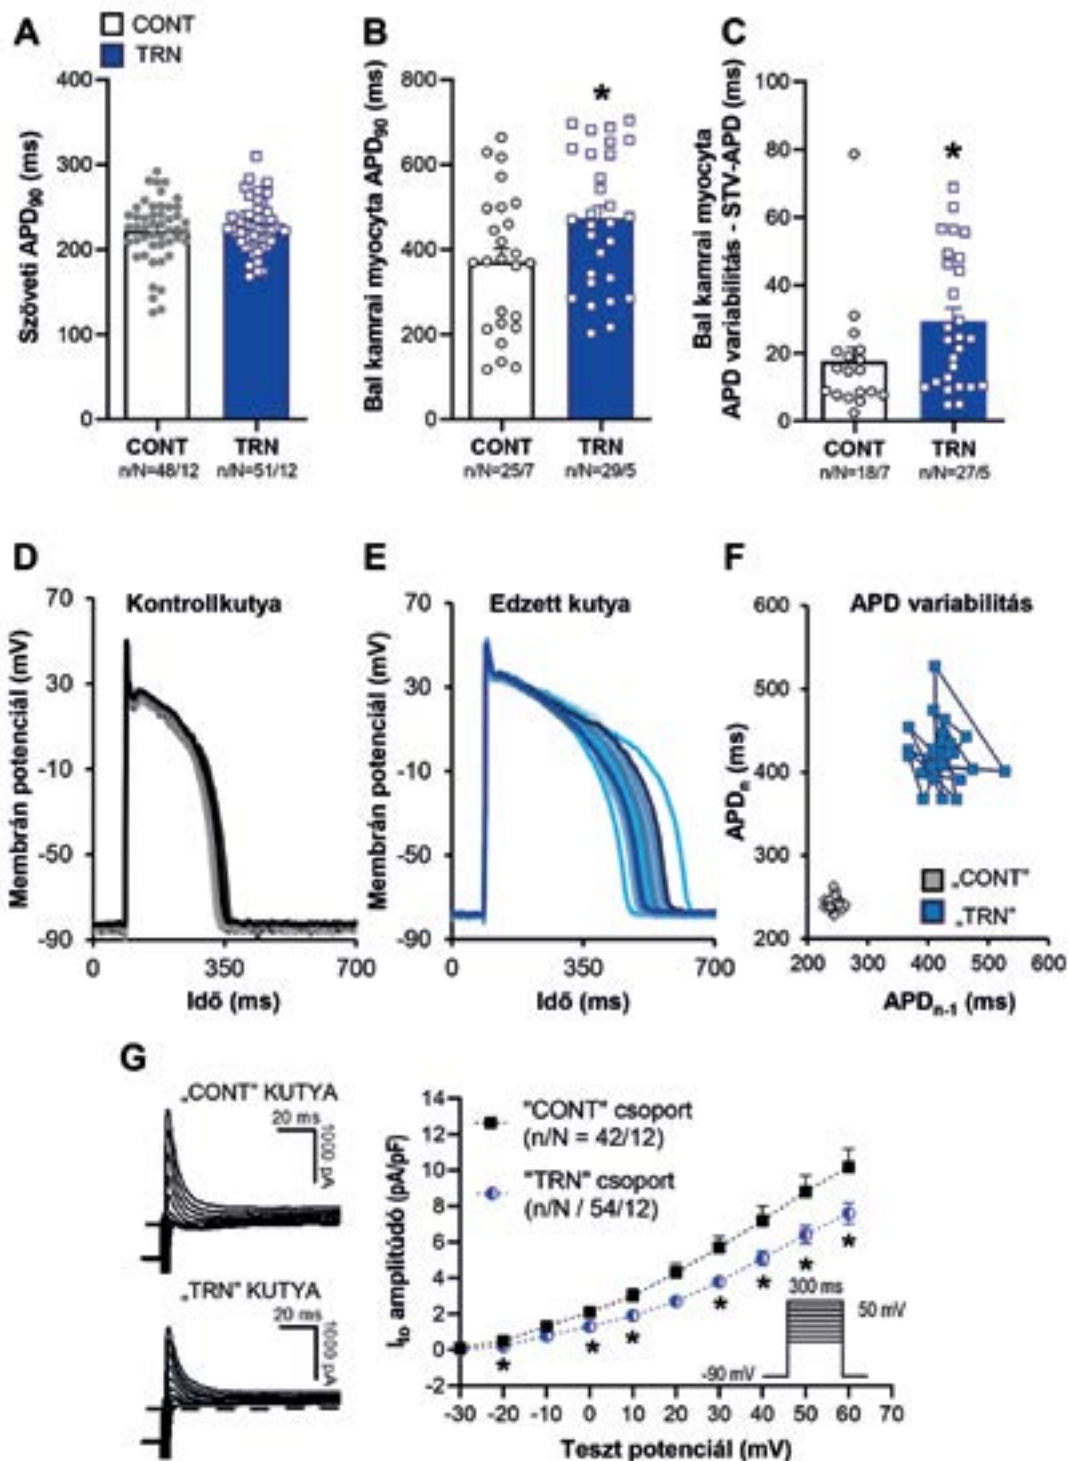 A
CONT
TRN
Szöveti APD90 (ms)
400
300
200
100
0
CONT
n/N=48/12
TRN
n/N=51/12
B
Bal kamrai myocyta APD90 (ms)
800
600
400
200
0
*
CONT
n/N=25/7
TRN
n/N=29/5
C
Bal kamrai myocyta
APD variabilitás - STV-APD (ms)
100
80
60
40
20
0
*
CONT
n/N=18/7
TRN
n/N=27/5
D
Kontrollkutya
Membrán potenciál (mV)
70
30
-10
-50
-90
0
350
700
Idő (ms)
E
Edzett kutya
Membrán potenciál (mV)
70
30
-10
-50
-90
0
350
700
Idő (ms)
F
APD variabilitás
APDn (ms)
600
500
400
300
200
„CONT"
„TRN"
200 300 400 500 600
APDn-1 (ms)
G
„CONT" KUTYA
20 ms
1000 pA
„TRN" KUTYA
20 ms
1000 pA
Ito amplitúdó (pA/pF)
14
12
10
8
6
4
2
0
-2
"CONT" csoport
(n/N = 42/12)
"TRN" csoport
(n/N / 54/12)
* * * * * * *
300 ms
50 mV
-90 mV
-30 -20 -10 0 10 20 30 40 50 60 70
Teszt potenciál (mV)